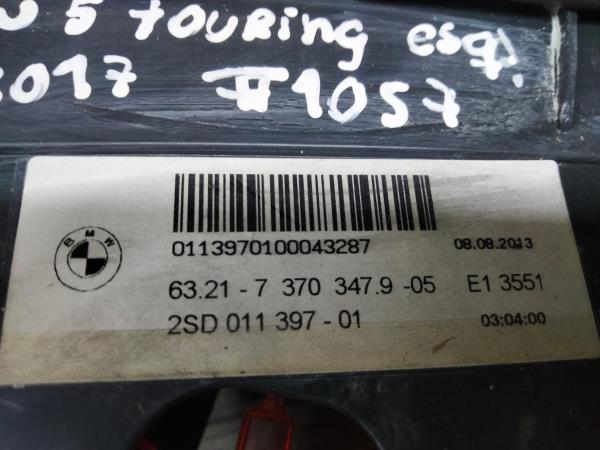 5 touring esq.
2017 #1057
BMW
0113970100043287 08.08.2013
63.21-7 370 347.9-05 E1 3551
2SD 011 397-01 03:04:00